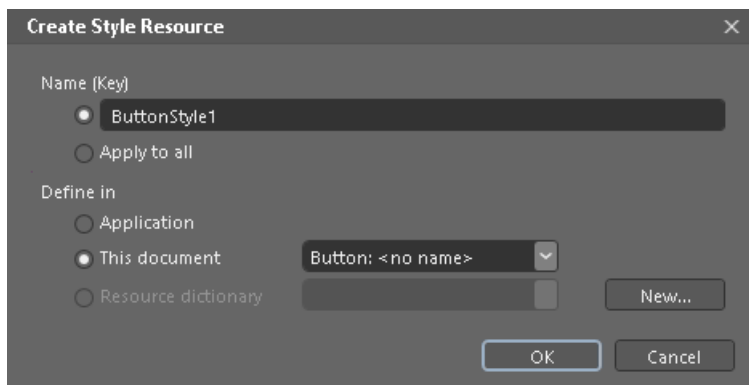 Create Style Resource
Name (Key)
ButtonStyle1
Apply to all
Define in
Application
This document Button: <no name>
Resource dictionary New...
OK Cancel